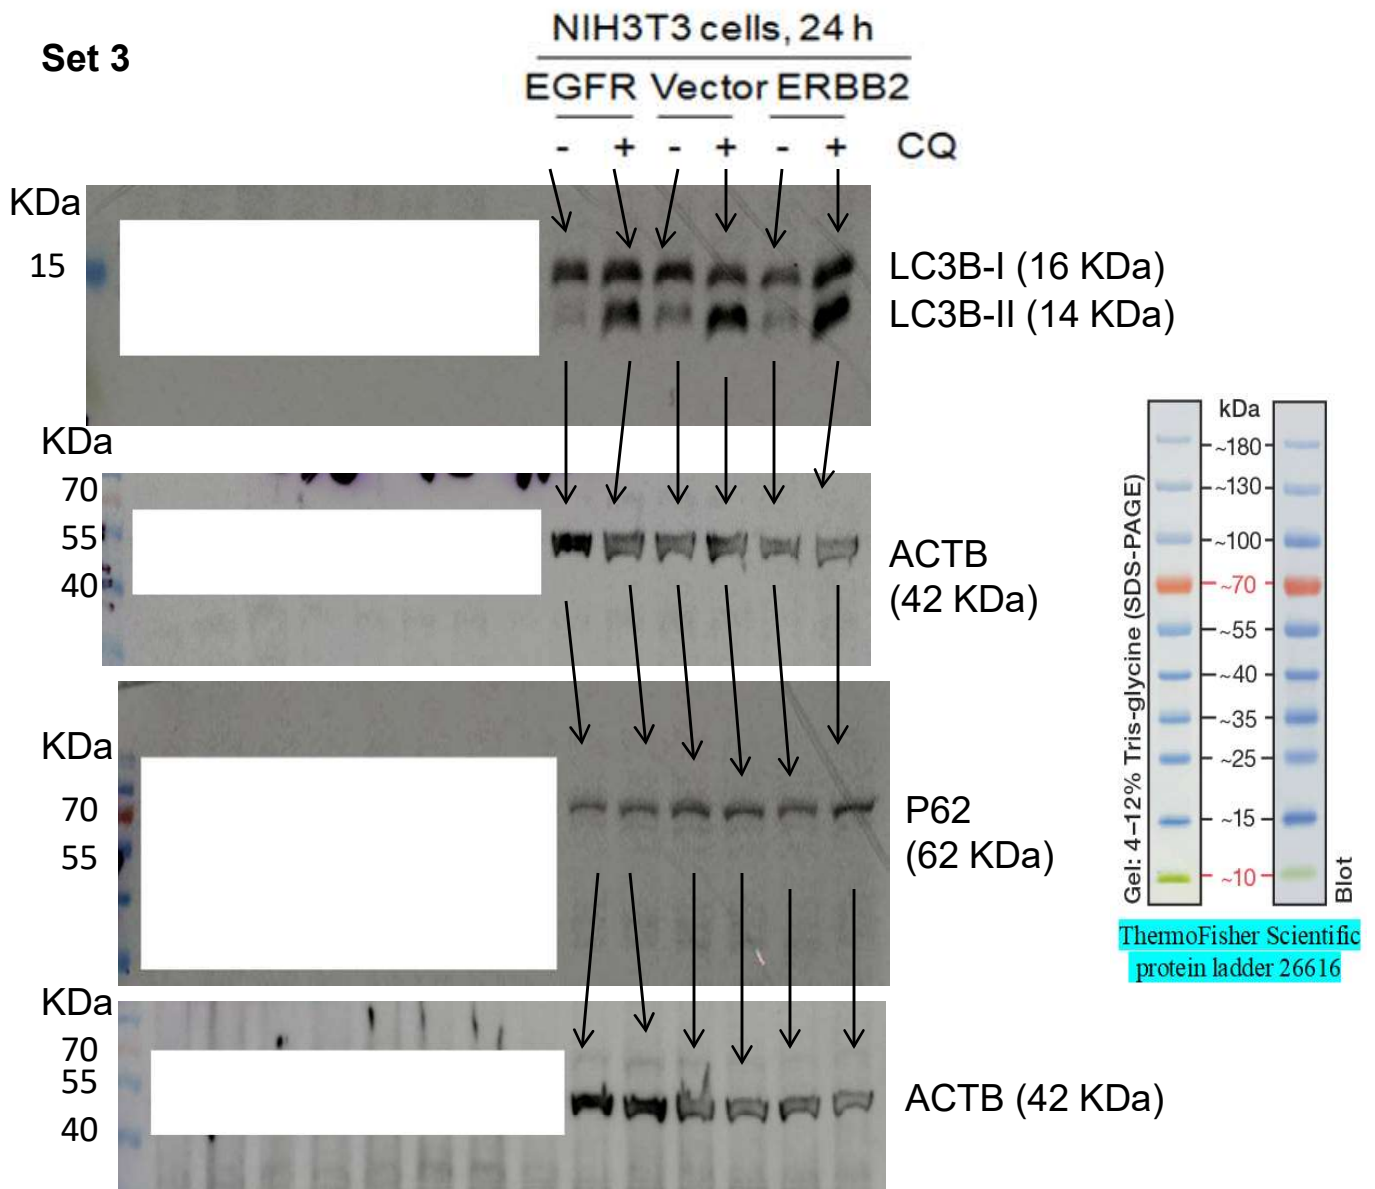 Set 3
NIH3T3 cells, 24 h
EGFR Vector ERBB2
- + - + - + CQ
KDa
15
LC3B-I (16 KDa)
LC3B-II (14 KDa)
KDa
70
55
40
ACTB
(42 KDa)
KDa
70
55
P62
(62 KDa)
KDa
70
55
40
ACTB (42 KDa)
Gel: 4–12% Tris-glycine (SDS-PAGE)
kDa
~180
~130
~100
~70
~55
~40
~35
~25
~15
~10
Blot
ThermoFisher Scientific
protein ladder 26616